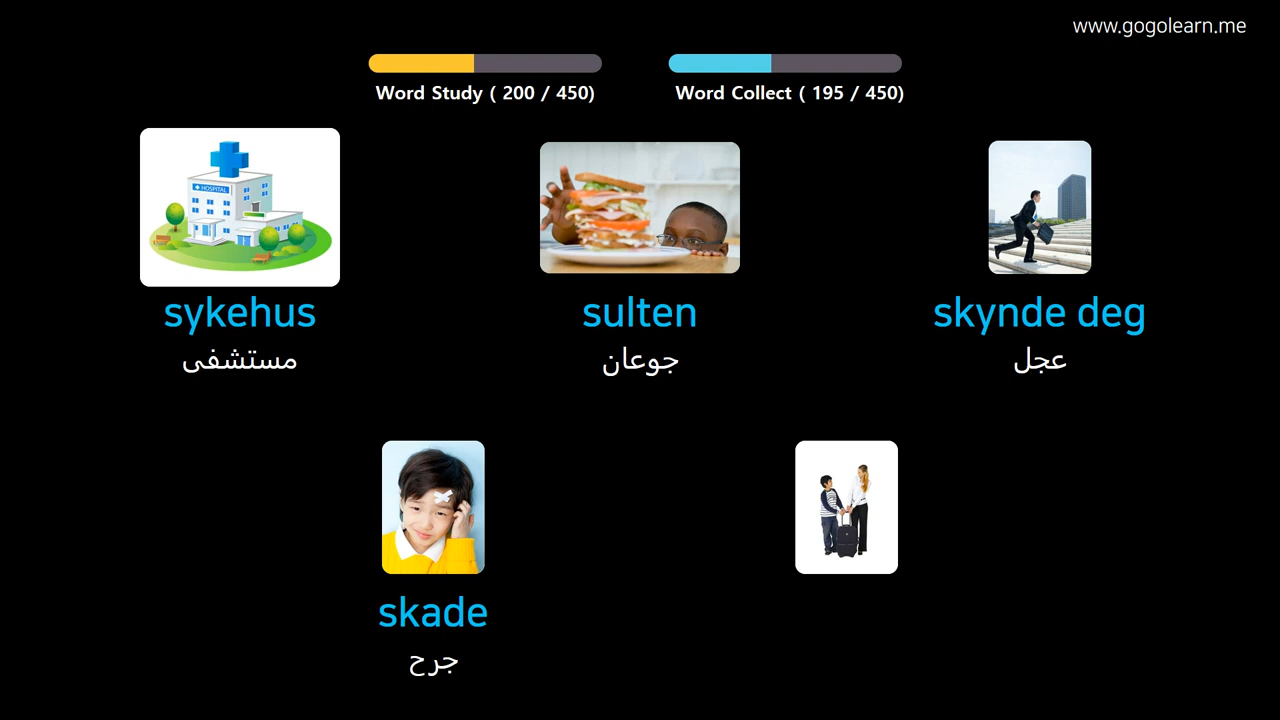 www.gogolearn.me
Word Study ( 200 / 450)
Word Collect ( 195 / 450)
HOSPITAL
sykehus
مستشفى
sulten
جوعان
skynde deg
عجل
skade
جرح